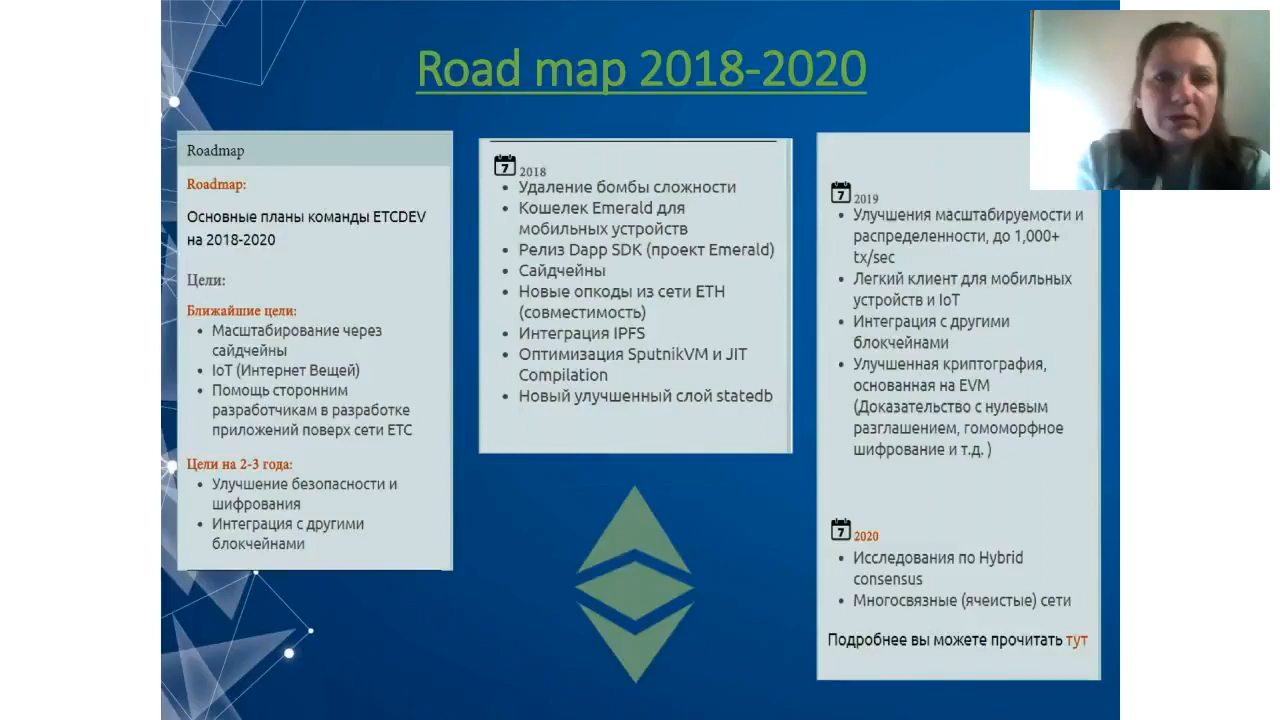 Road map 2018-2020
Roadmap
Roadmap:
Основные планы команды ETCDEV
на 2018-2020
Цели:
Ближайшие цели:
• Масштабирование через
сайдчейны
• IoT (Интернет Вещей)
• Помощь сторонним
разработчикам в разработке
приложений поверх сети ETC
Цели на 2-3 года:
• Улучшение безопасности и
шифрования
• Интеграция с другими
блокчейнами
7 2018
• Удаление бомбы сложности
• Кошелек Emerald для
мобильных устройств
• Релиз Dapp SDK (проект Emerald)
• Сайдчейны
• Новые опкоды из сети ETH
(совместимость)
• Интеграция IPFS
• Оптимизация SputnikVM и JIT
Compilation
• Новый улучшенный слой statedb
7 2019
• Улучшения масштабируемости и
распределенности, до 1,000+
tx/sec
• Легкий клиент для мобильных
устройств и IoT
• Интеграция с другими
блокчейнами
• Улучшенная криптография,
основанная на EVM
(Доказательство с нулевым
разглашением, гомоморфное
шифрование и т.д. )
7 2020
• Исследования по Hybrid
consensus
• Многосвязные (ячеистые) сети
Подробнее вы можете прочитать тут